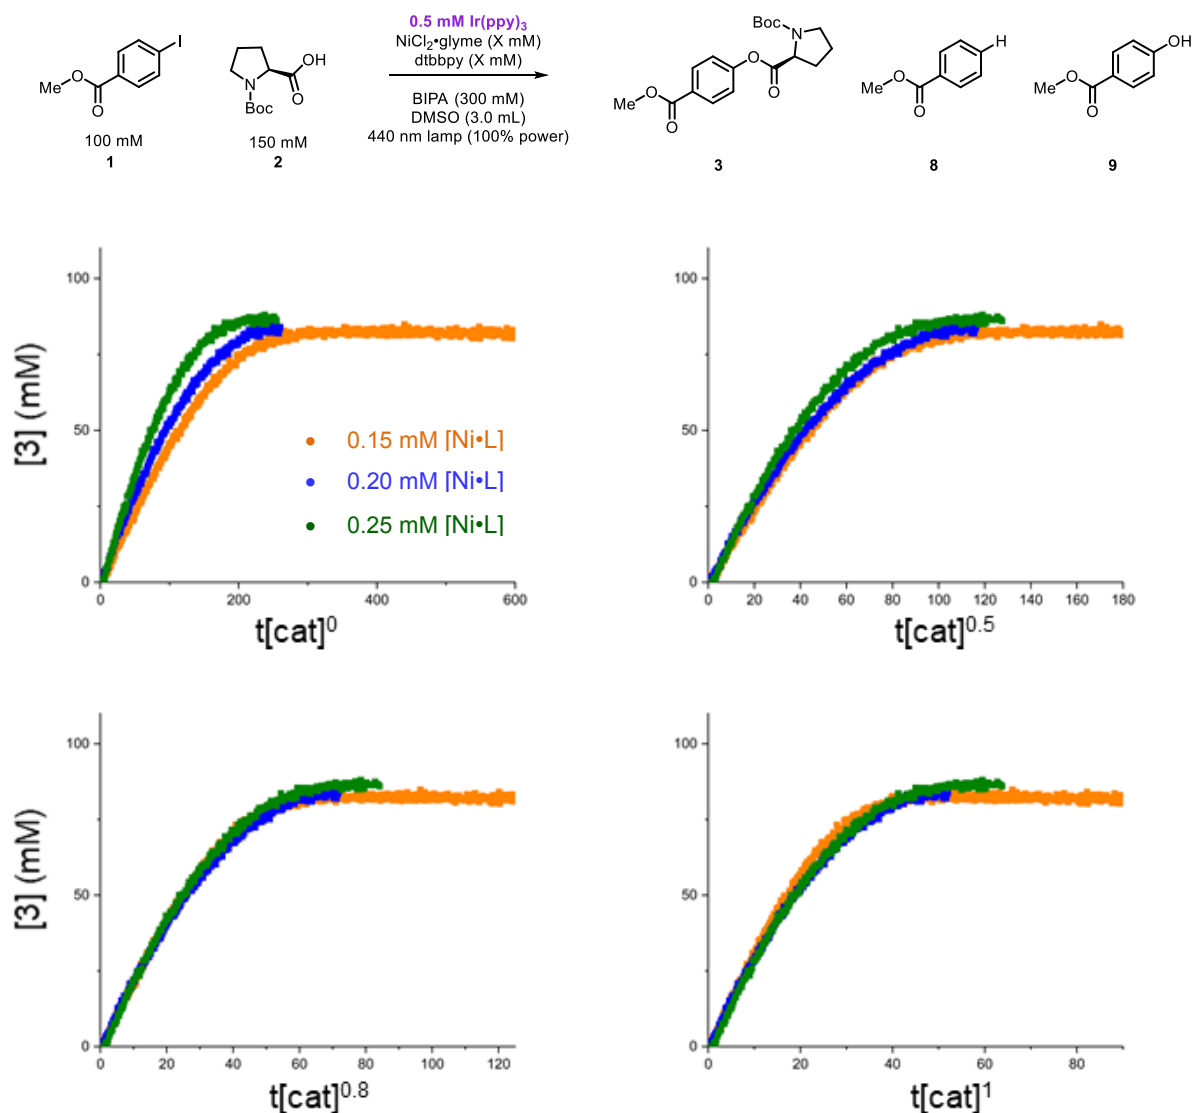 I
Me
O
O
100 mM
1
OH
N
O
Boc
150 mM
2
0.5 mM Ir(ppy)₃
NiCl₂•glyme (X mM)
dtbbpy (X mM)
BIPA (300 mM)
DMSO (3.0 mL)
440 nm lamp (100% power)
Boc
N
O
O
Me
O
O
3
H
Me
O
O
8
OH
Me
O
O
9
[3] (mM)
100
50
0
0.15 mM [Ni•L]
0.20 mM [Ni•L]
0.25 mM [Ni•L]
0 200 400 600
t[cat]⁰
100
50
0
0 20 40 60 80 100 120 140 160 180
t[cat]⁰·⁵
[3] (mM)
100
50
0
0 20 40 60 80 100 120
t[cat]⁰·⁸
100
50
0
0 20 40 60 80
t[cat]¹